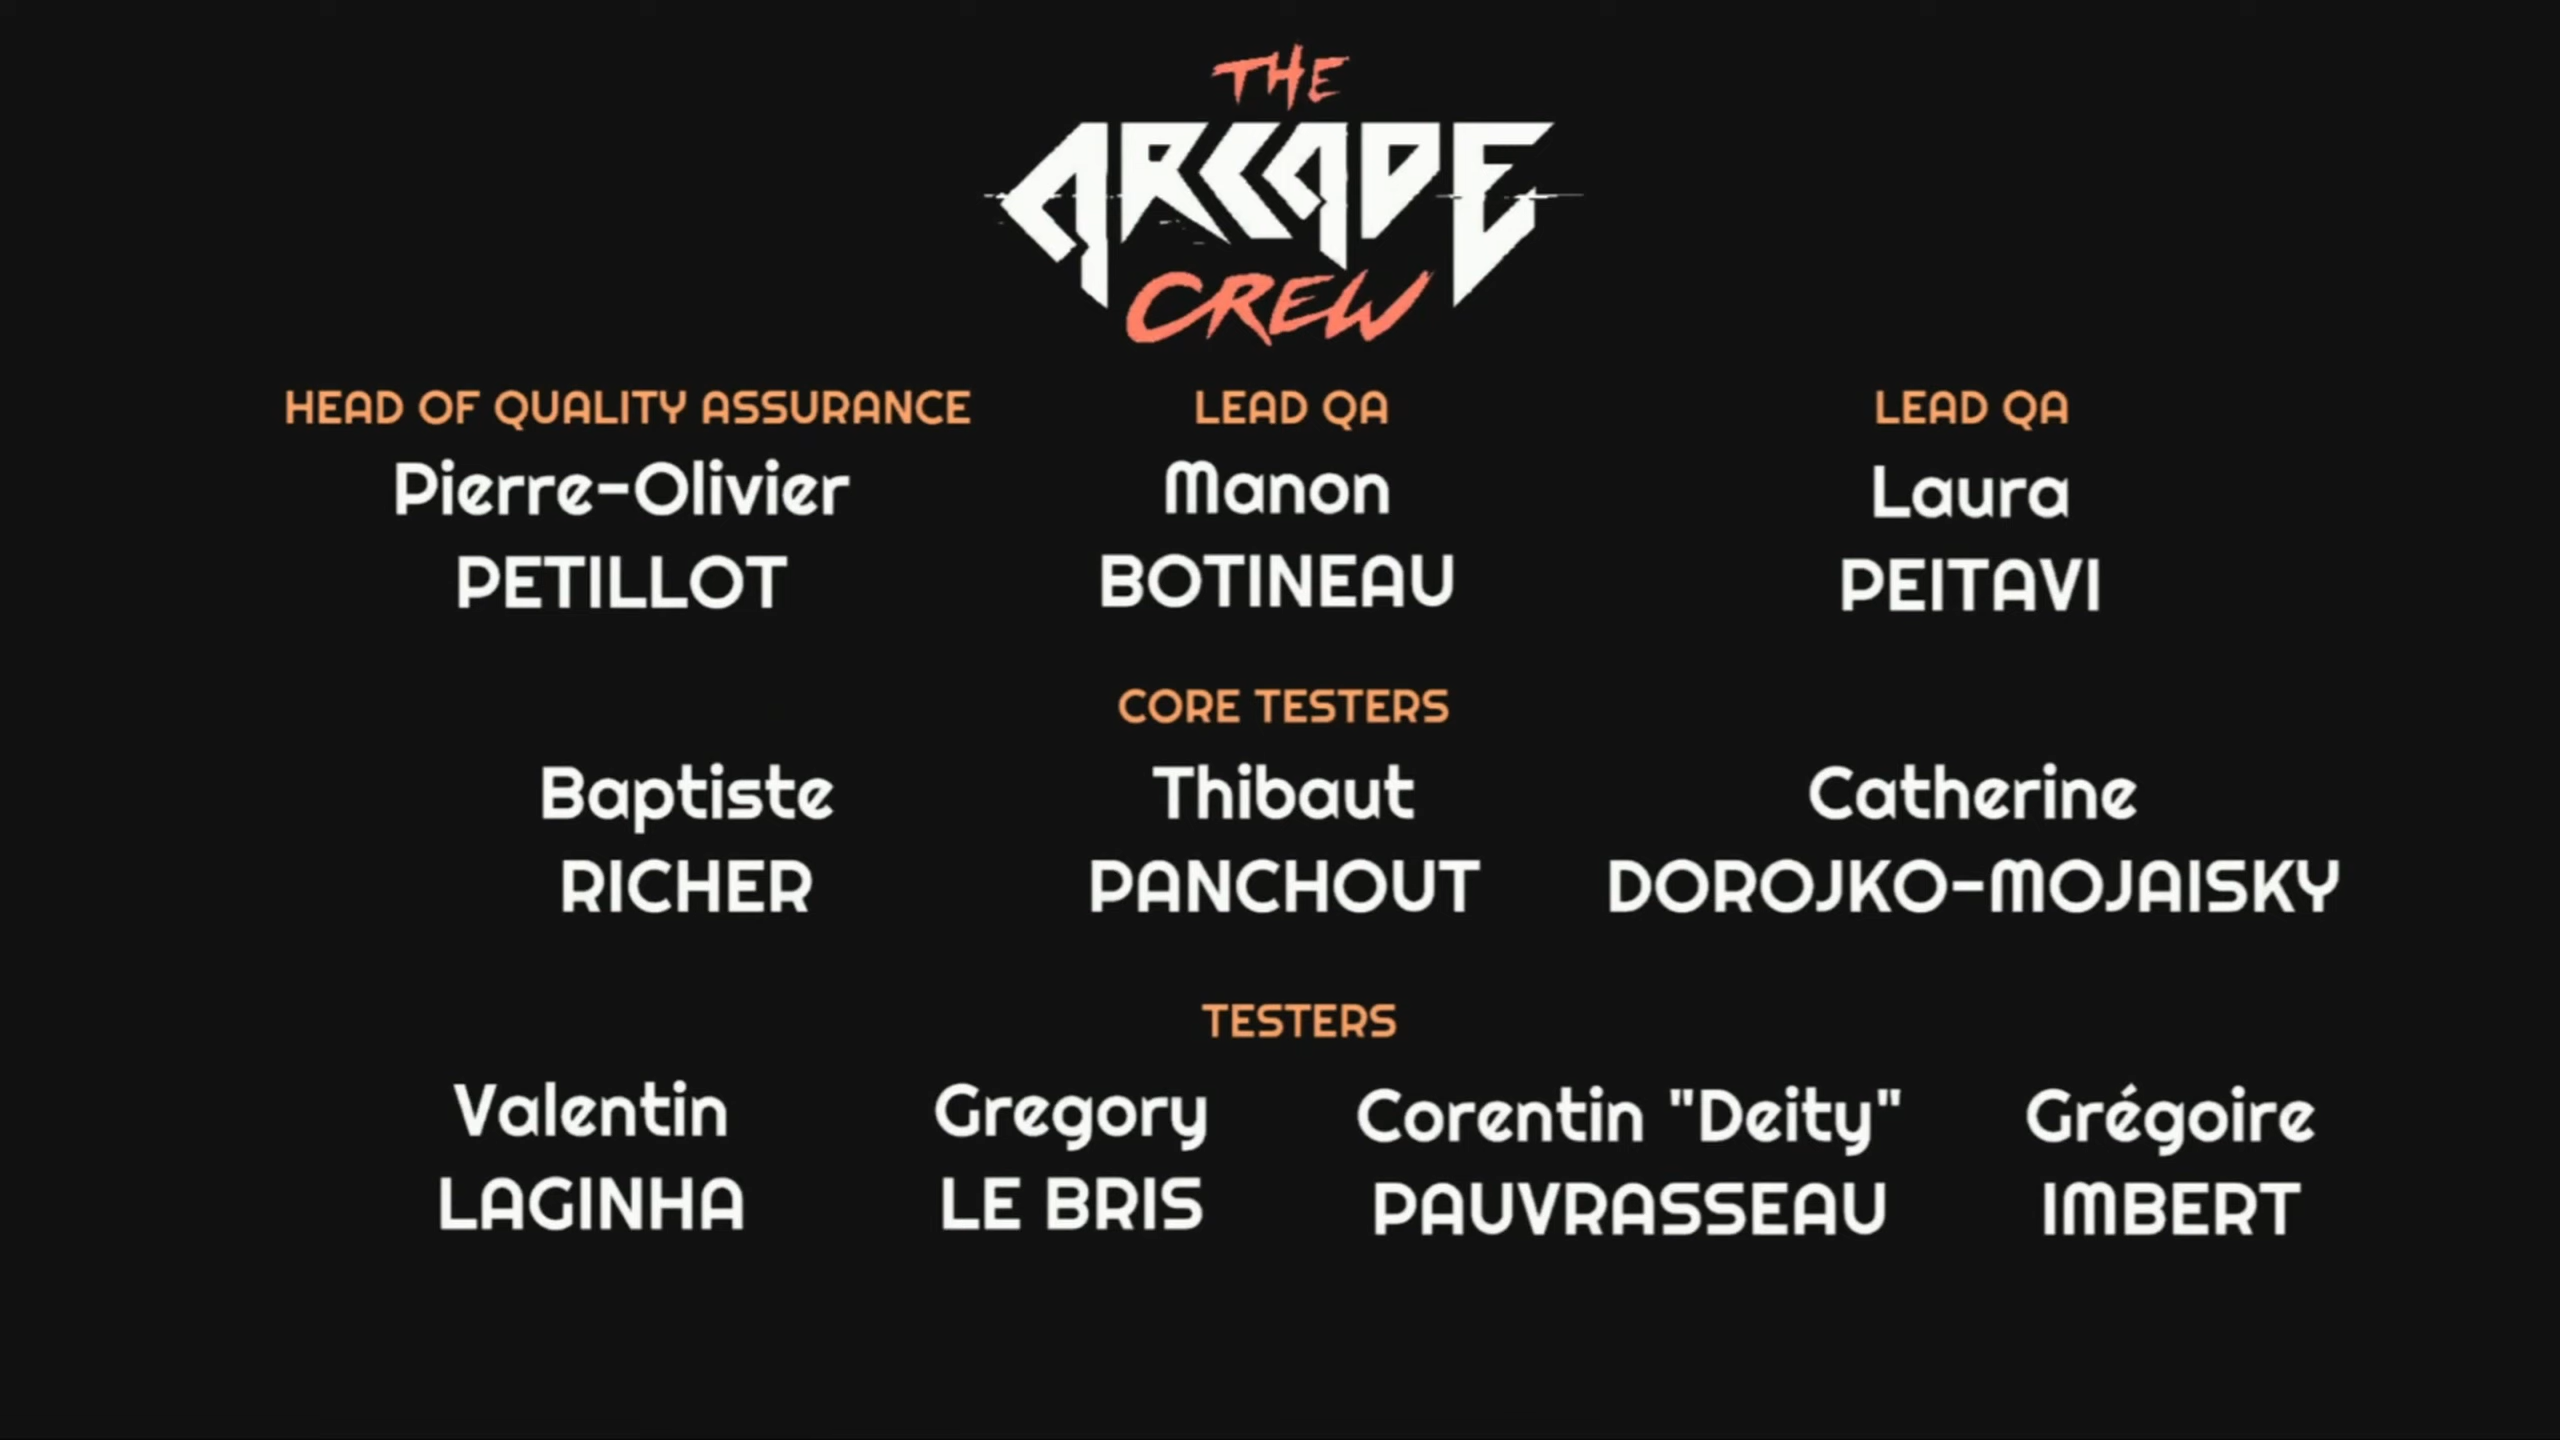 THE
ARCADE
CREW
HEAD OF QUALITY ASSURANCE
Pierre-Olivier
PETILLOT
LEAD QA
Manon
BOTINEAU
LEAD QA
Laura
PEITAVI
CORE TESTERS
Baptiste
RICHER
Thibaut
PANCHOUT
Catherine
DOROJKO-MOJAISKY
TESTERS
Valentin
LAGINHA
Gregory
LE BRIS
Corentin "Deity"
PAUVRASSEAU
Grégoire
IMBERT